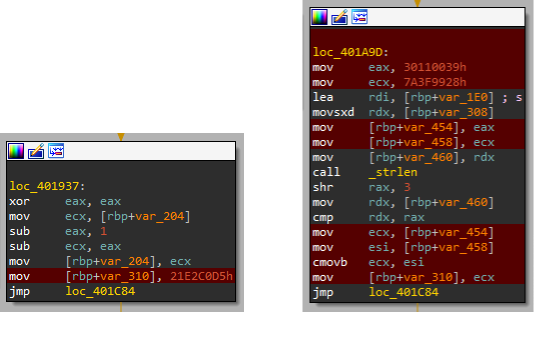 loc_401937:
xor eax, eax
mov ecx, [rbp+var_204]
sub eax, 1
sub ecx, eax
mov [rbp+var_204], ecx
mov [rbp+var_310], 21E2C0D5h
jmp loc_401C84
loc_401A9D:
mov eax, 30110039h
mov ecx, 7A3F9928h
lea rdi, [rbp+var_1E0] ; s
movsxd rdx, [rbp+var_308]
mov [rbp+var_454], eax
mov [rbp+var_458], ecx
mov [rbp+var_460], rdx
call _strlen
shr rax, 3
mov rdx, [rbp+var_460]
cmp rdx, rax
mov ecx, [rbp+var_454]
mov esi, [rbp+var_458]
cmovb ecx, esi
mov [rbp+var_310], ecx
jmp loc_401C84